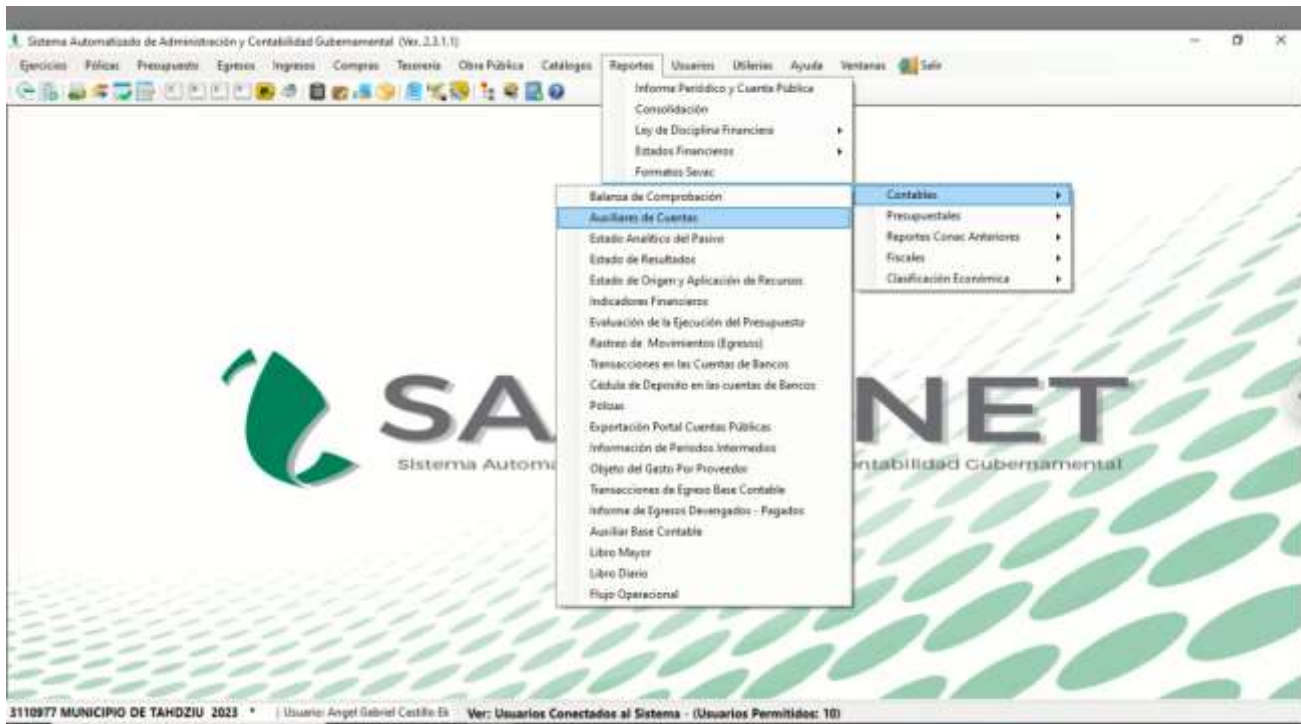 Sistema Automatizado de Administración y Contabilidad Gubernamental (Ver. 2.3.1.1)
Ejercicios Pólizas Presupuesto Egresos Ingresos Compras Tesorería Obra Pública Catálogos Reportes Usuarios Utilerías Ayuda Ventanas Salir
Informe Periódico y Cuenta Pública
Consolidación
Ley de Disciplina Financiera
Estados Financieros
Formatos Sevac
Contables
Presupuestales
Reportes Conac Anteriores
Fiscales
Clasificación Económica
Balanza de Comprobación
Auxiliares de Cuentas
Estado Analítico del Pasivo
Estado de Resultados
Estado de Origen y Aplicación de Recursos
Indicadores Financieros
Evaluación de la Ejecución del Presupuesto
Rastreo de Movimientos (Egresos)
Transacciones en las Cuentas de Bancos
Cédula de Deposito en las cuentas de Bancos
Pólizas
Exportación Portal Cuentas Públicas
Información de Periodos Intermedios
Objeto del Gasto Por Proveedor
Transacciones de Egreso Base Contable
Informe de Egresos Devengados - Pagados
Auxiliar Base Contable
Libro Mayor
Libro Diario
Flujo Operacional
SA NET
Sistema Automa ntabilidad Gubernamental
3110977 MUNICIPIO DE TAHDZIU 2023 * | Usuario: Angel Gabriel Castillo Ek Ver: Usuarios Conectados al Sistema - (Usuarios Permitidos: 10)